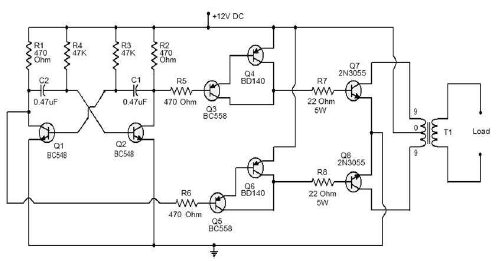 +12V DC
R1
470
Ohm
R4
47K
R3
47K
R2
470
Ohm
C2
0.47uF
C1
0.47uF
R5
470 Ohm
Q3
BC558
Q4
BD140
R7
22 Ohm
5W
Q7
2N3055
Q1
BC548
Q2
BC548
9
0
9
T1
Load
R6
470 Ohm
Q5
BC558
Q6
BD140
R8
22 Ohm
5W
Q8
2N3055